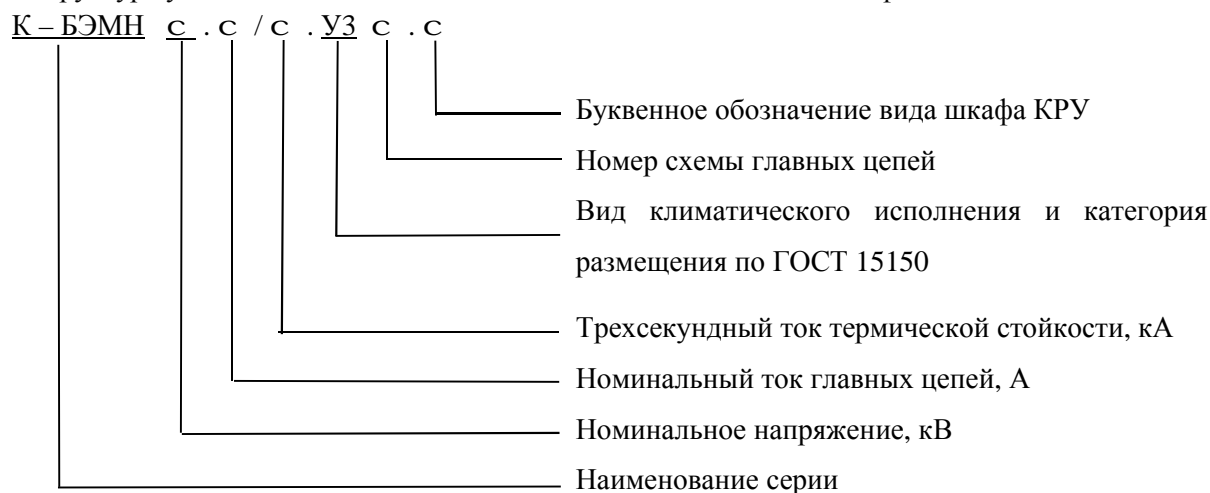 К – БЭМН с . с / с . У3 с . с
Буквенное обозначение вида шкафа КРУ
Номер схемы главных цепей
Вид климатического исполнения и категория
размещения по ГОСТ 15150
Трехсекундный ток термической стойкости, кА
Номинальный ток главных цепей, А
Номинальное напряжение, кВ
Наименование серии